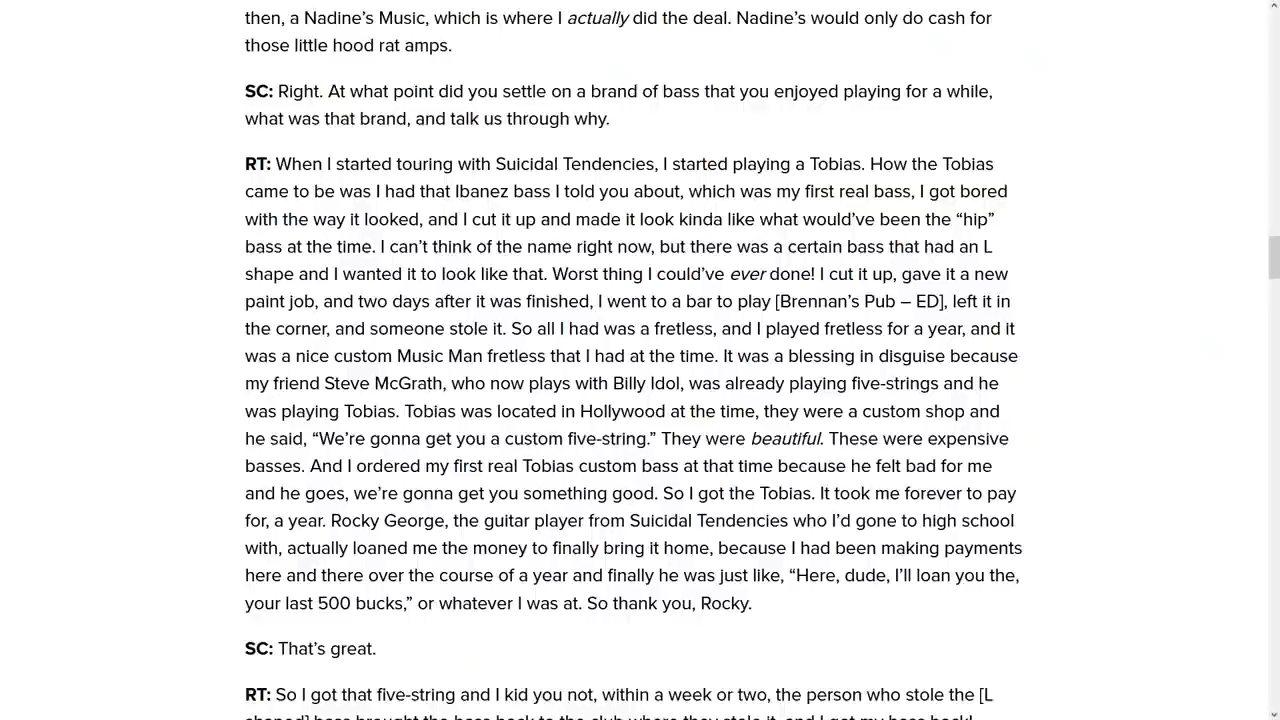 then, a Nadine’s Music, which is where I actually did the deal. Nadine’s would only do cash for
those little hood rat amps.
SC: Right. At what point did you settle on a brand of bass that you enjoyed playing for a while,
what was that brand, and talk us through why.
RT: When I started touring with Suicidal Tendencies, I started playing a Tobias. How the Tobias
came to be was I had that Ibanez bass I told you about, which was my first real bass, I got bored
with the way it looked, and I cut it up and made it look kinda like what would’ve been the “hip”
bass at the time. I can’t think of the name right now, but there was a certain bass that had an L
shape and I wanted it to look like that. Worst thing I could’ve ever done! I cut it up, gave it a new
paint job, and two days after it was finished, I went to a bar to play [Brennan’s Pub – ED], left it in
the corner, and someone stole it. So all I had was a fretless, and I played fretless for a year, and it
was a nice custom Music Man fretless that I had at the time. It was a blessing in disguise because
my friend Steve McGrath, who now plays with Billy Idol, was already playing five-strings and he
was playing Tobias. Tobias was located in Hollywood at the time, they were a custom shop and
he said, “We’re gonna get you a custom five-string.” They were beautiful. These were expensive
basses. And I ordered my first real Tobias custom bass at that time because he felt bad for me
and he goes, we’re gonna get you something good. So I got the Tobias. It took me forever to pay
for, a year. Rocky George, the guitar player from Suicidal Tendencies who I’d gone to high school
with, actually loaned me the money to finally bring it home, because I had been making payments
here and there over the course of a year and finally he was just like, “Here, dude, I’ll loan you the,
your last 500 bucks,” or whatever I was at. So thank you, Rocky.
SC: That’s great.
RT: So I got that five-string and I kid you not, within a week or two, the person who stole the [L
shaped] bass brought the bass back to the club where they stole it, and I got my bass back!